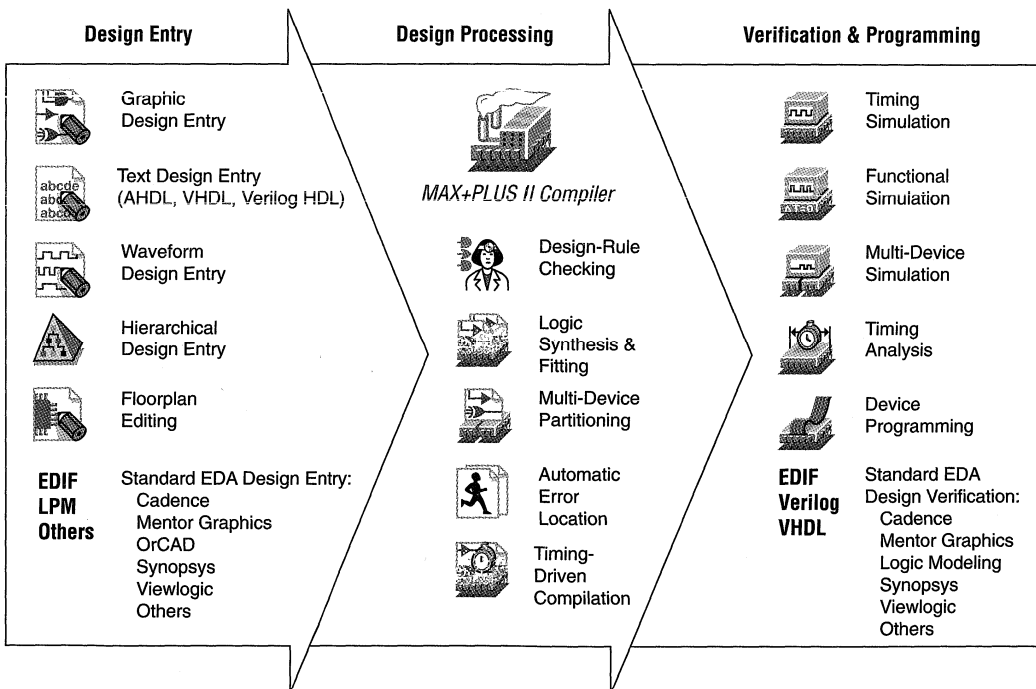 Design Entry
Graphic
Design Entry
abcde
abc
abcd
Text Design Entry
(AHDL, VHDL, Verilog HDL)
Waveform
Design Entry
Hierarchical
Design Entry
Floorplan
Editing
EDIF
LPM
Others
Standard EDA Design Entry:
Cadence
Mentor Graphics
OrCAD
Synopsys
Viewlogic
Others
Design Processing
MAX+PLUS II Compiler
Design-Rule
Checking
Logic
Synthesis &
Fitting
Multi-Device
Partitioning
Automatic
Error
Location
Timing-
Driven
Compilation
Verification & Programming
Timing
Simulation
Functional
Simulation
Multi-Device
Simulation
Timing
Analysis
Device
Programming
EDIF
Verilog
VHDL
Standard EDA
Design Verification:
Cadence
Mentor Graphics
Logic Modeling
Synopsys
Viewlogic
Others